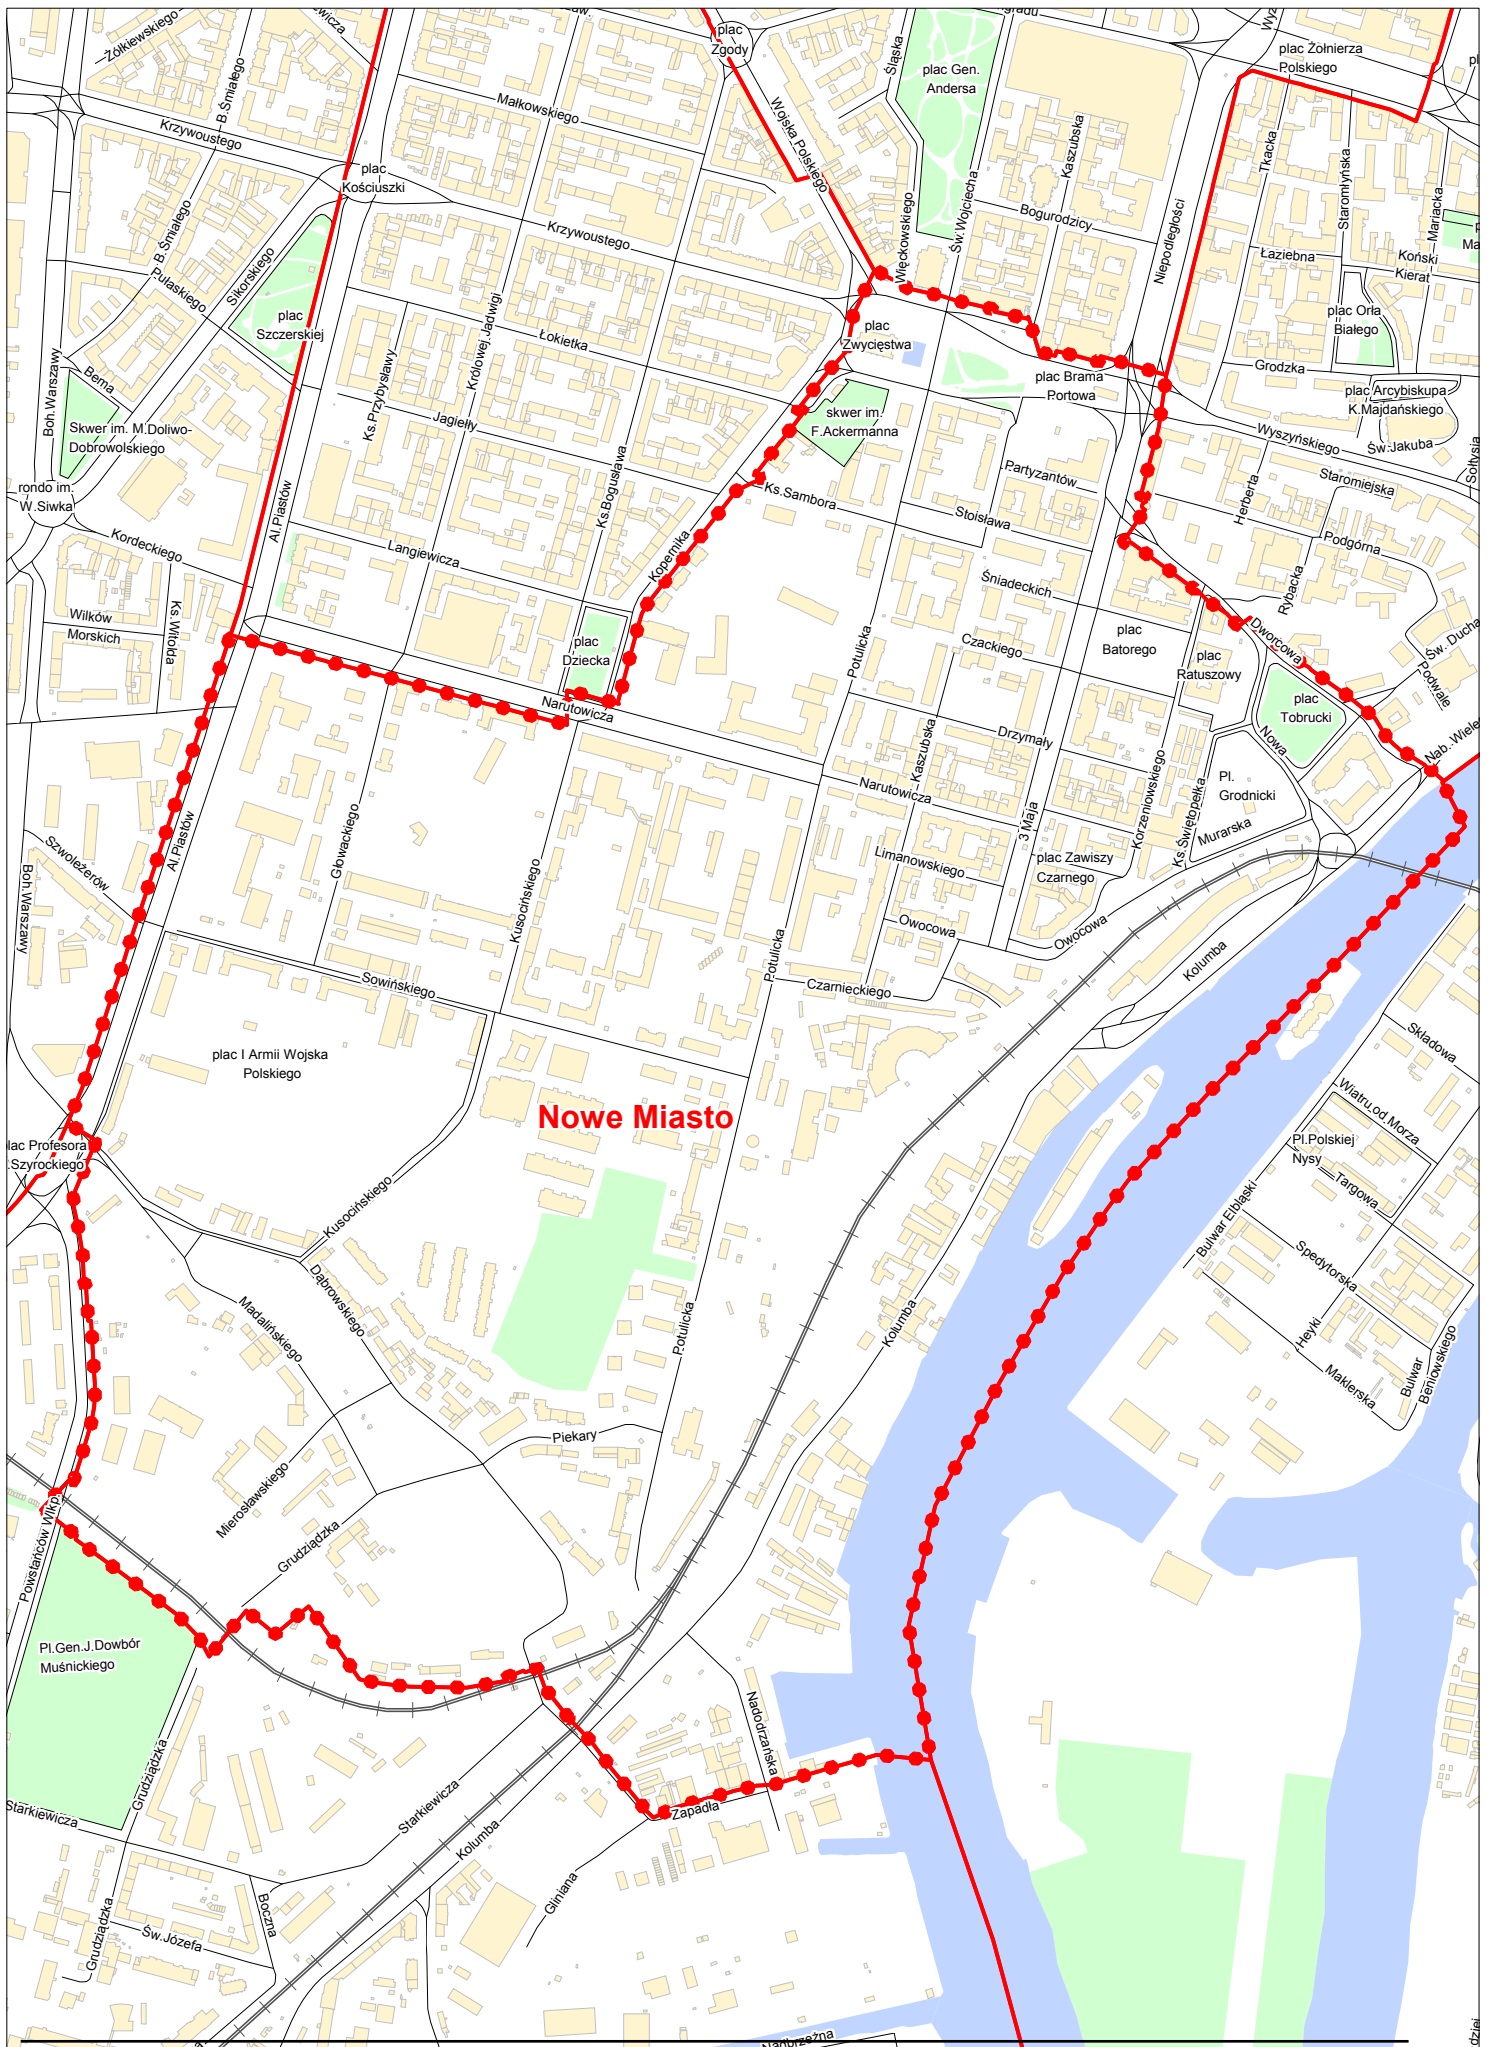 Żółkiewskiego
B.Śmiałego
plac
Zgody
Śląska
plac Gen.
Andersa
plac Żołnierza
Polskiego
Małkowskiego
Wojska Polskiego
Kaszubska
Tkacka
Staromłyńska
Mariacka
Krzywoustego
plac
Kościuszki
Krzywoustego
Więckowskiego
Św.Wojciecha
Bogurodzicy
Niepodległości
Łaziebna
Koński
Kierat
B.Śmiałego
Pułaskiego
Sikorskiego
plac
Szczerskiej
Ks.Przybysławy
Królowej Jadwigi
Łokietka
plac
Zwycięstwa
plac Orła
Białego
Boh.Warszawy
Bema
Skwer im. M.Doliwo-
Dobrowolskiego
Jagiełły
skwer im.
F.Ackermanna
plac Brama
Portowa
Grodzka
plac Arcybiskupa
K.Majdańskiego
Wyszyńskiego
Św.Jakuba
Sołtysia
rondo im.
W.Siwka
Al.Piastów
Ks.Bogusława
Ks.Sambora
Partyzantów
Stoisława
Herberta
Staromiejska
Kordeckiego
Langiewicza
Kopernika
Śniadeckich
Podgórna
Rybacka
Wilków
Morskich
Ks.Witolda
plac
Dziecka
Potulicka
Czackiego
plac
Batorego
plac
Ratuszowy
Dworcowa
Św. Ducha
Podwale
Narutowicza
plac
Tobrucki
Kaszubska
Drzymały
Nowa
Głowackiego
Kusocińskiego
Narutowicza
3 Maja
Korzeniowskiego
Ks.Świętopełka
Pl.
Grodnicki
Murarska
Szwoleżerów
Al.Piastów
Boh.Warszawy
Limanowskiego
plac Zawiszy
Czarnego
Owocowa
Owocowa
Kolumba
Sowińskiego
Potulicka
Czarnieckiego
Składowa
plac I Armii Wojska
Polskiego
Nowe Miasto
Wiatru od Morza
Pl.Polskiej
Nysy
Targowa
Kusocińskiego
Bulwar Elbląski
Spedytorska
Dąbrowskiego
Madalińskiego
Potulicka
Kolumba
Heyki
Maklerska
Bulwar
Beniowskiego
Piekary
Mierosławskiego
Grudziądzka
Powstańców Wlkp.
Pl.Gen.J.Dowbór
Muśnickiego
Nadodrzańska
Grudziądzka
Starkiewicza
Starkiewicza
Kolumba
Zapadła
Gliniana
Boczna
Grudziądzka
Św.Józefa